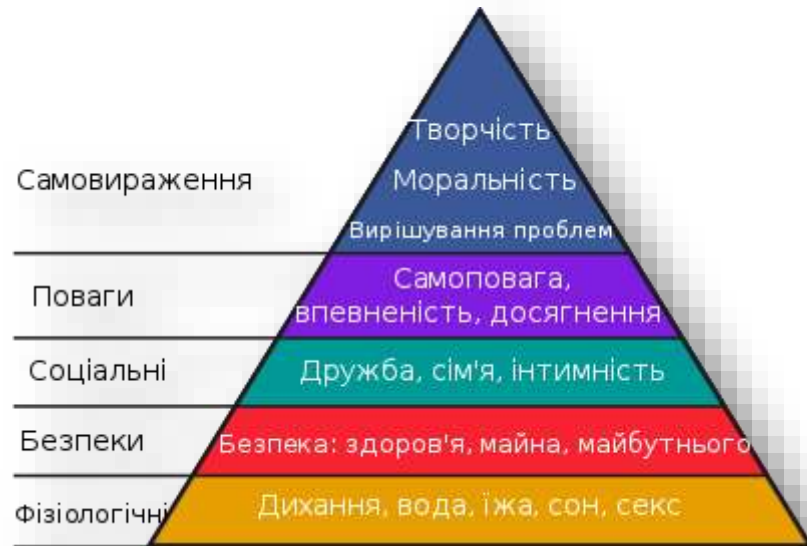 Творчість
Самовираження
Моральність
Вирішування проблем
Поваги
Самоповага,
впевненість, досягнення
Соціальні
Дружба, сім'я, інтимність
Безпеки
Безпека: здоров'я, майна, майбутнього
Фізіологічні
Дихання, вода, їжа, сон, секс